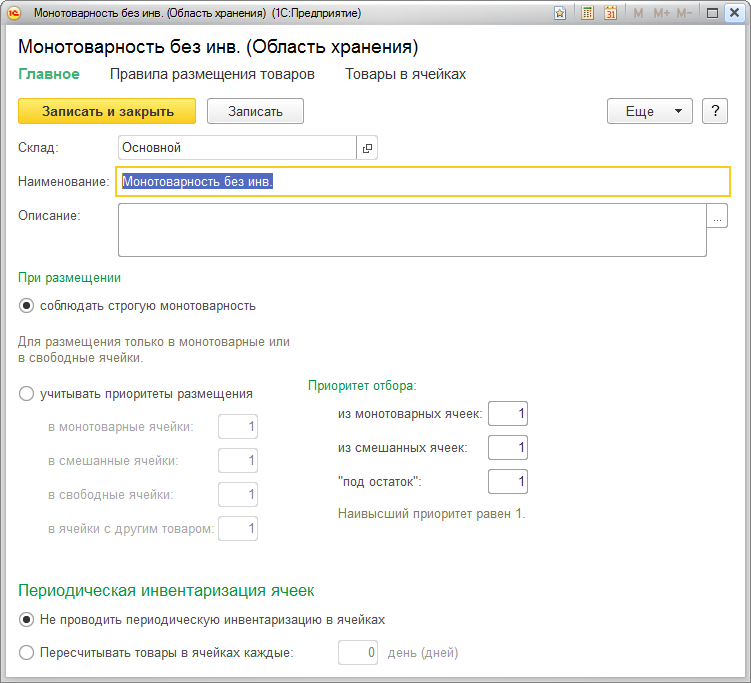 Монотоварность без инв. (Область хранения) (1С:Предприятие)
M M+ M-
31
Монотоварность без инв. (Область хранения)
Главное Правила размещения товаров Товары в ячейках
Записать и закрыть Записать Еще ?
Склад: Основной
Наименование: Монотоварность без инв.
Описание: ...
При размещении
соблюдать строгую монотоварность
Для размещения только в монотоварные или
в свободные ячейки.
учитывать приоритеты размещения
в монотоварные ячейки: 1
в смешанные ячейки: 1
в свободные ячейки: 1
в ячейки с другим товаром: 1
Приоритет отбора:
из монотоварных ячеек: 1
из смешанных ячеек: 1
"под остаток": 1
Наивысший приоритет равен 1.
Периодическая инвентаризация ячеек
Не проводить периодическую инвентаризацию в ячейках
Пересчитывать товары в ячейках каждые: 0 день (дней)